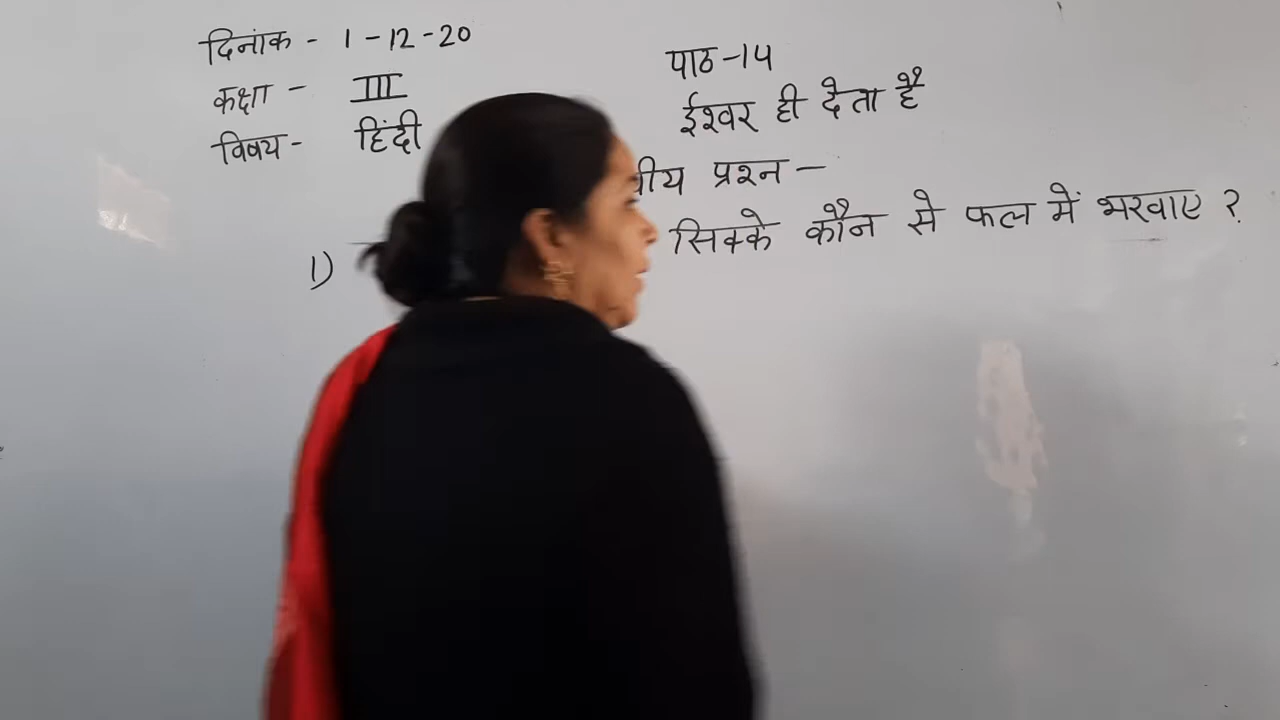 दिनांक - 1-12-20
कक्षा - III
विषय - हिंदी
पाठ-14
ईश्वर ही देता है
प्रश्न -
1) सिक्के कौन से फल में भरवाए ?